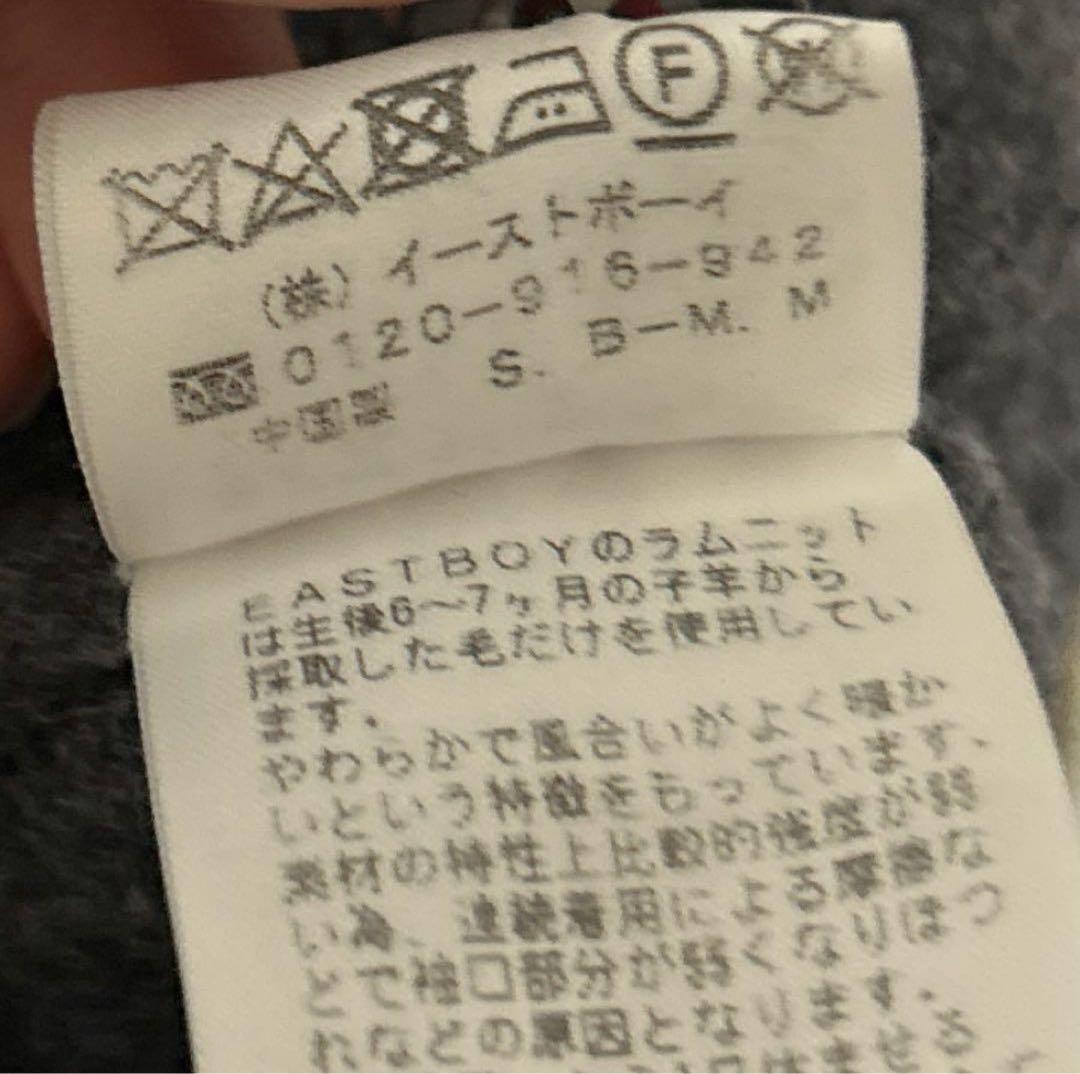 F
(株) イーストボーイ
0120-916-942
中国製 S. B-M. M
EASTBOYのラムニット
は生後6～7ヶ月の子羊から
採取した毛だけを使用してい
ます。
やわらかで風合いがよく暖か
いという特徴をもっています、
素材の特性上比較的強度が弱
い為、連続着用による摩擦な
どで袖口部分が弱くなりほつ
れなどの原因となります。